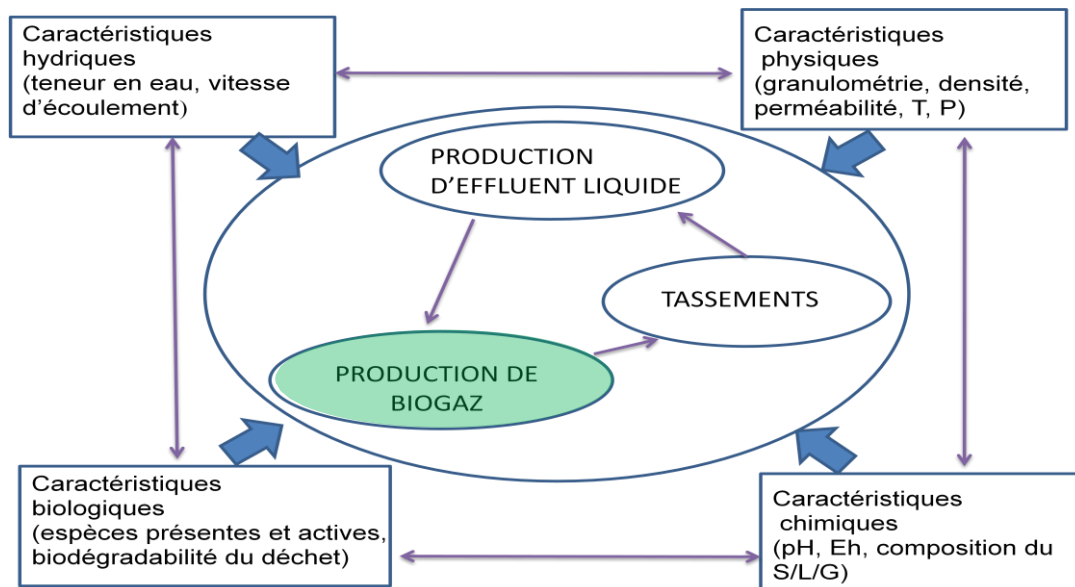 Caractéristiques
hydriques
(teneur en eau, vitesse
d'écoulement)
Caractéristiques
physiques
(granulométrie, densité,
perméabilité, T, P)
PRODUCTION
D'EFFLUENT LIQUIDE
TASSEMENTS
PRODUCTION DE
BIOGAZ
Caractéristiques
biologiques
(espèces présentes et actives,
biodégradabilité du déchet)
Caractéristiques
chimiques
(pH, Eh, composition du
S/L/G)